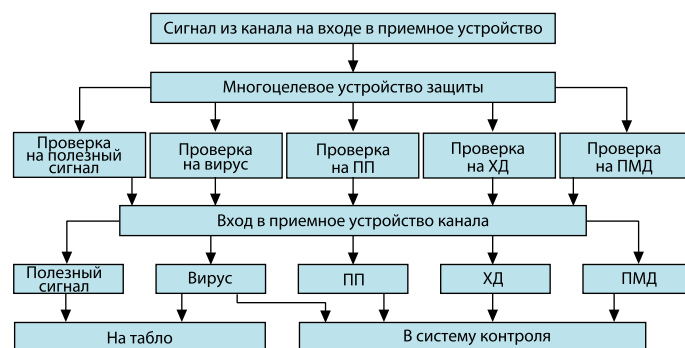 Сигнал из канала на входе в приемное устройство
Многоцелевое устройство защиты
Проверка
на полезный
сигнал
Проверка
на вирус
Проверка
на ПП
Проверка
на ХД
Проверка
на ПМД
Вход в приемное устройство канала
Полезный
сигнал
Вирус
ПП
ХД
ПМД
На табло
В систему контроля